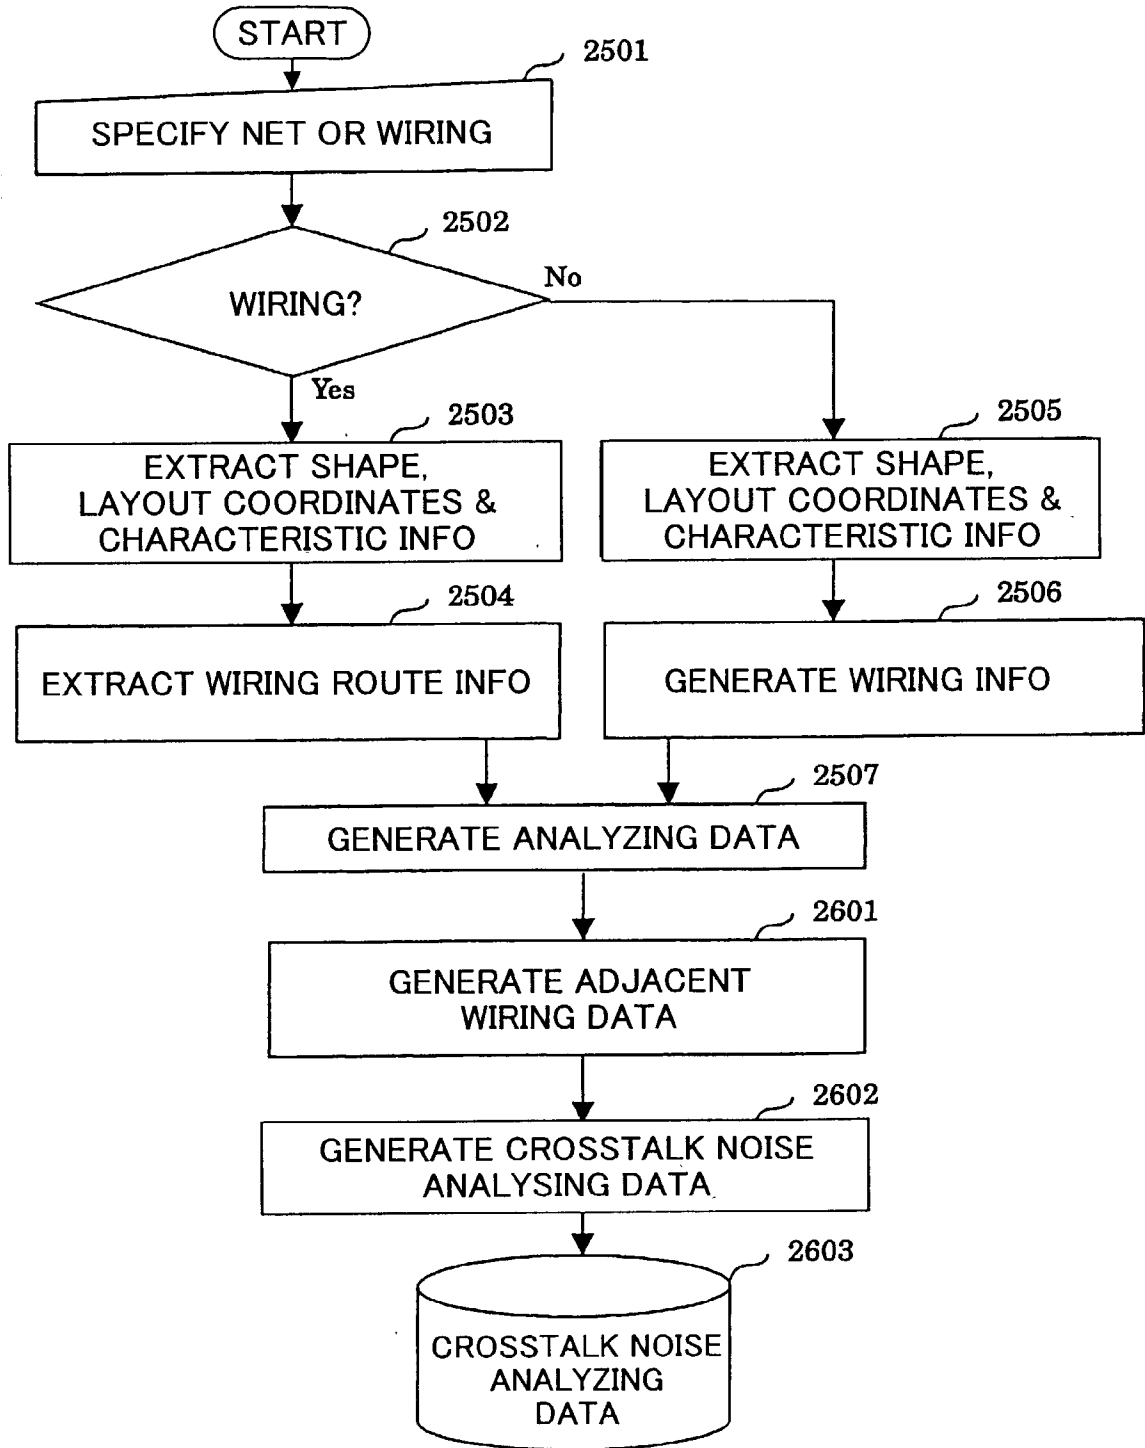 START
2501
SPECIFY NET OR WIRING
2502
WIRING?
No
Yes
2503
EXTRACT SHAPE,
LAYOUT COORDINATES &
CHARACTERISTIC INFO
2505
EXTRACT SHAPE,
LAYOUT COORDINATES &
CHARACTERISTIC INFO
2504
EXTRACT WIRING ROUTE INFO
2506
GENERATE WIRING INFO
2507
GENERATE ANALYZING DATA
2601
GENERATE ADJACENT
WIRING DATA
2602
GENERATE CROSSTALK NOISE
ANALYSING DATA
2603
CROSSTALK NOISE
ANALYZING
DATA